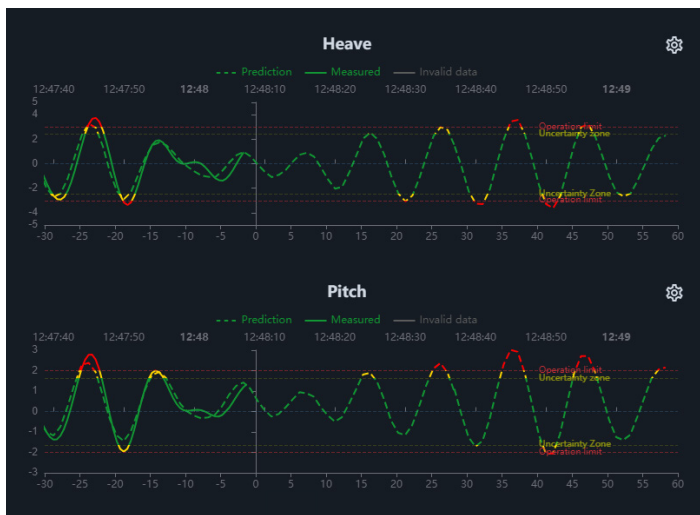 Heave
Prediction Measured Invalid data
12:47:40 12:47:50 12:48 12:48:10 12:48:20 12:48:30 12:48:40 12:48:50 12:49
5
4
2
0
-2
-4
-5
Operation limit
Uncertainty zone
Uncertainty Zone
Operation limit
-30 -25 -20 -15 -10 -5 0 5 10 15 20 25 30 35 40 45 50 55 60
Pitch
Prediction Measured Invalid data
12:47:40 12:47:50 12:48 12:48:10 12:48:20 12:48:30 12:48:40 12:48:50 12:49
3
2
1
0
-1
-2
-3
Operation limit
Uncertainty zone
Uncertainty Zone
Operation limit
-30 -25 -20 -15 -10 -5 0 5 10 15 20 25 30 35 40 45 50 55 60